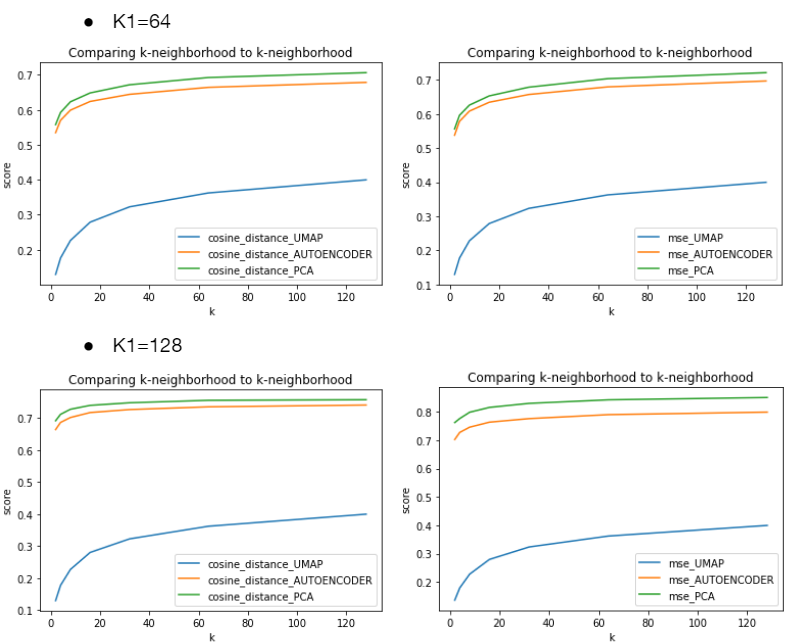 ● K1=64
Comparing k-neighborhood to k-neighborhood
score
0.7
0.6
0.5
0.4
0.3
0.2
cosine_distance_UMAP
cosine_distance_AUTOENCODER
cosine_distance_PCA
0 20 40 60 80 100 120
k
Comparing k-neighborhood to k-neighborhood
score
0.7
0.6
0.5
0.4
0.3
0.2
0.1
mse_UMAP
mse_AUTOENCODER
mse_PCA
0 20 40 60 80 100 120
k
● K1=128
Comparing k-neighborhood to k-neighborhood
score
0.7
0.6
0.5
0.4
0.3
0.2
0.1
cosine_distance_UMAP
cosine_distance_AUTOENCODER
cosine_distance_PCA
0 20 40 60 80 100 120
k
Comparing k-neighborhood to k-neighborhood
score
0.8
0.7
0.6
0.5
0.4
0.3
0.2
mse_UMAP
mse_AUTOENCODER
mse_PCA
0 20 40 60 80 100 120
k